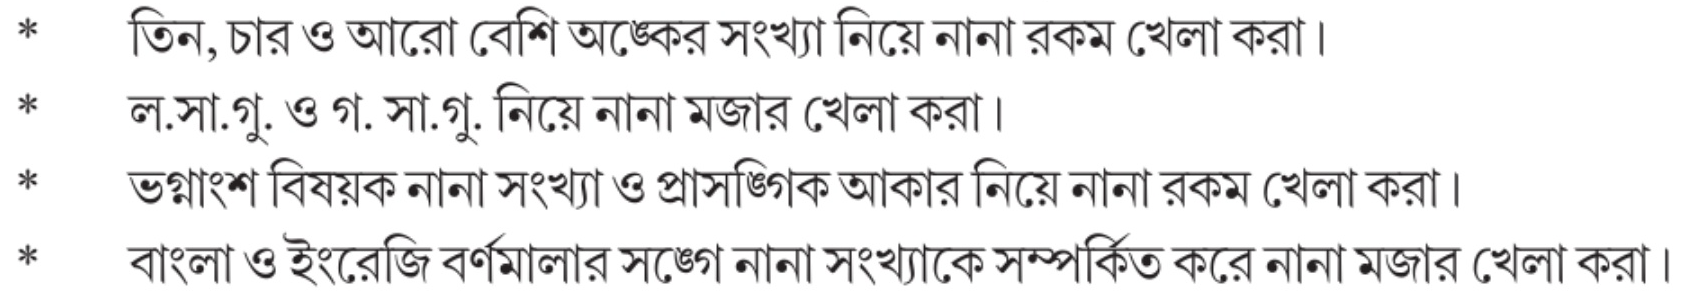 * তিন, চার ও আরো বেশি অঙ্কের সংখ্যা নিয়ে নানা রকম খেলা করা।
* ল.সা.গু. ও গ. সা.গু. নিয়ে নানা মজার খেলা করা।
* ভগ্নাংশ বিষয়ক নানা সংখ্যা ও প্রাসঙ্গিক আকার নিয়ে নানা রকম খেলা করা।
* বাংলা ও ইংরেজি বর্ণমালার সঙ্গে নানা সংখ্যাকে সম্পর্কিত করে নানা মজার খেলা করা।